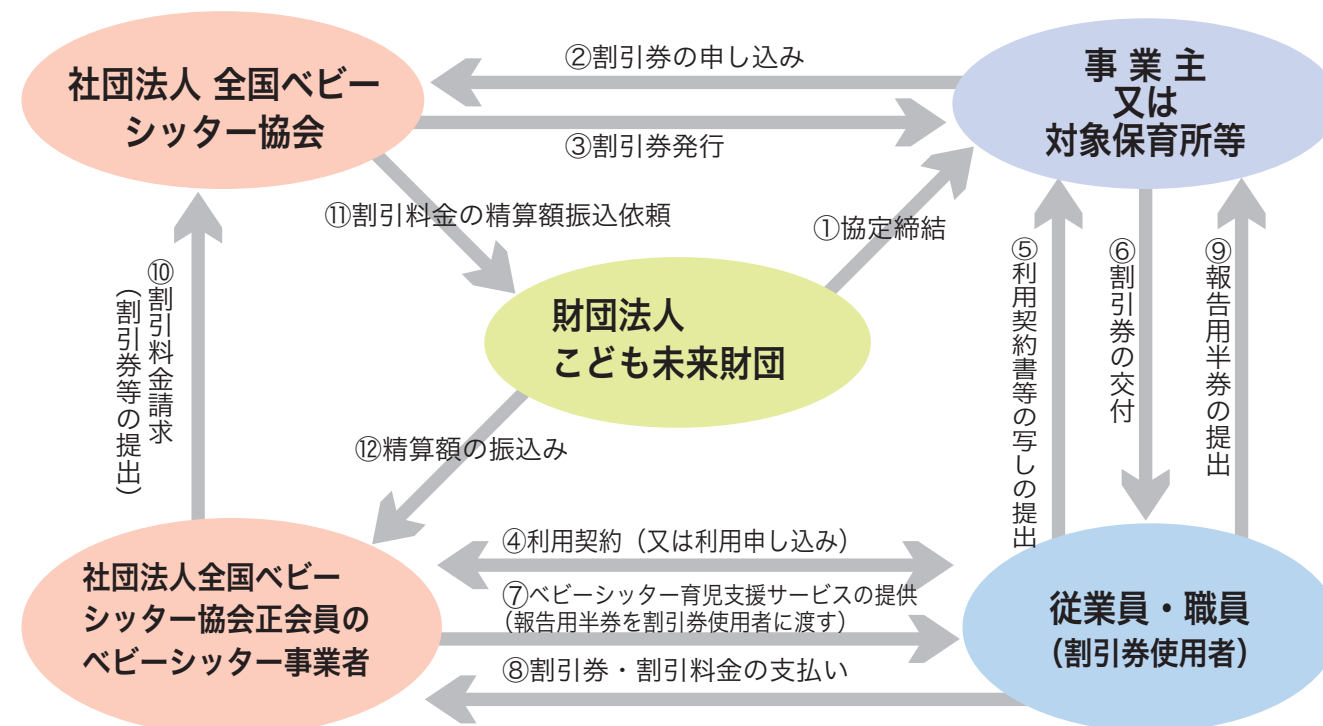 社団法人 全国ベビー
シッター協会
②割引券の申し込み
③割引券発行
事 業 主
又は
対象保育所等
⑪割引料金の精算額振込依頼
①協定締結
財団法人
こども未来財団
⑩割引料金請求
（割引券等の提出）
⑤利用契約書等の写しの提出
⑥割引券の交付
⑨報告用半券の提出
⑫精算額の振込み
社団法人全国ベビー
シッター協会正会員の
ベビーシッター事業者
④利用契約（又は利用申し込み）
⑦ベビーシッター育児支援サービスの提供
（報告用半券を割引券使用者に渡す）
⑧割引券・割引料金の支払い
従業員・職員
（割引券使用者）